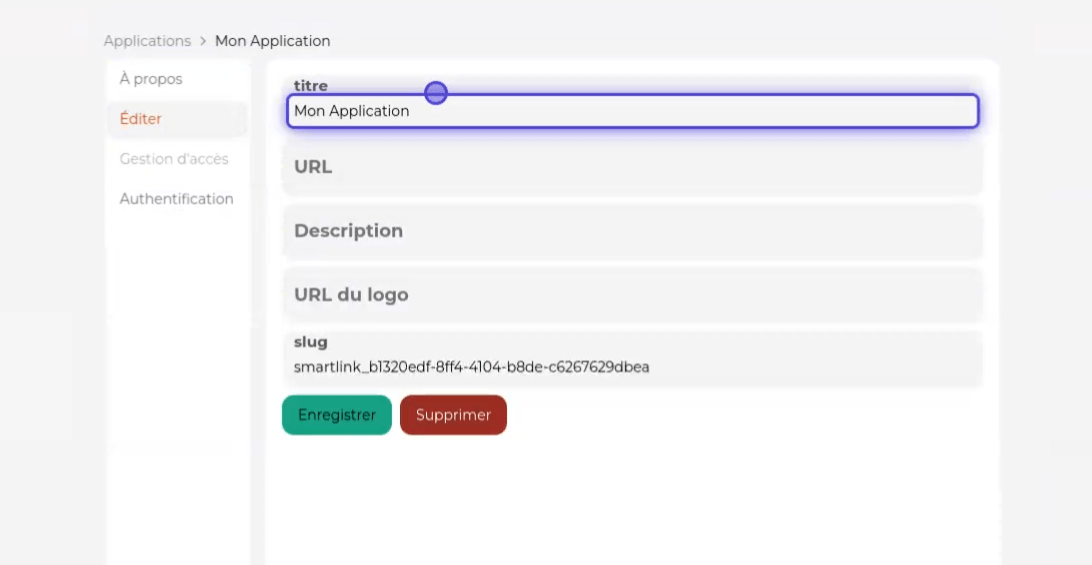 Applications > Mon Application
À propos
Éditer
Gestion d'accès
Authentification
titre
Mon Application
URL
Description
URL du logo
slug
smartlink_b1320edf-8ff4-4104-b8de-c6267629dbea
Enregistrer
Supprimer